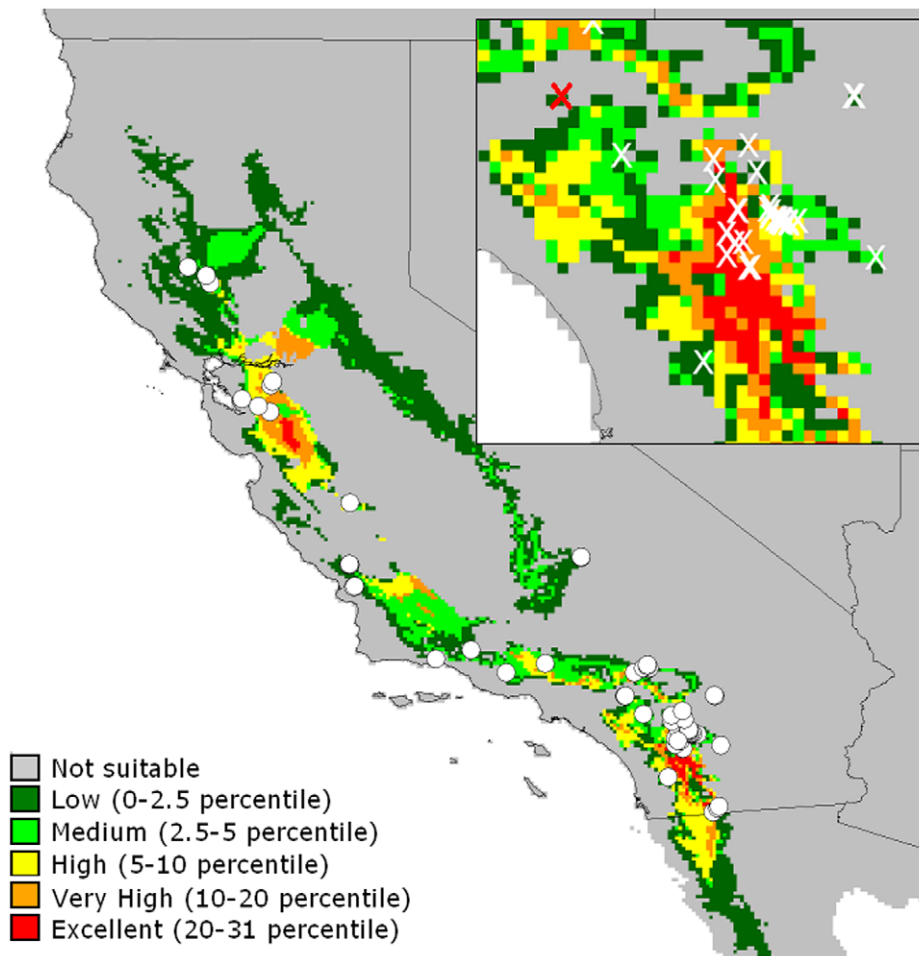 Not suitable
Low (0-2.5 percentile)
Medium (2.5-5 percentile)
High (5-10 percentile)
Very High (10-20 percentile)
Excellent (20-31 percentile)